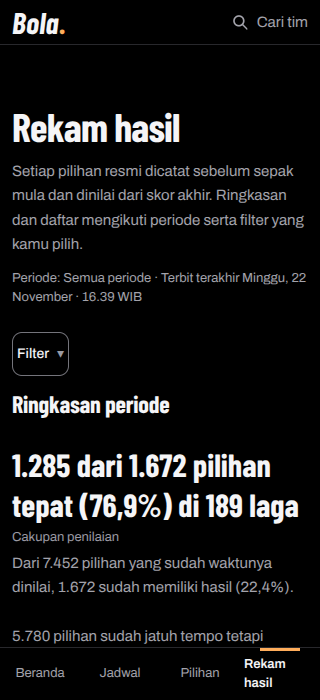 Bola.
Cari tim
Rekam hasil
Setiap pilihan resmi dicatat sebelum sepak
mula dan dinilai dari skor akhir. Ringkasan
dan daftar mengikuti periode serta filter yang
kamu pilih.
Periode: Semua periode · Terbit terakhir Minggu, 22
November · 16.39 WIB
Filter ▼
Ringkasan periode
1.285 dari 1.672 pilihan
tepat (76,9%) di 189 laga
Cakupan penilaian
Dari 7.452 pilihan yang sudah waktunya
dinilai, 1.672 sudah memiliki hasil (22,4%).
5.780 pilihan sudah jatuh tempo tetapi
Beranda
Jadwal
Pilihan
Rekam
hasil